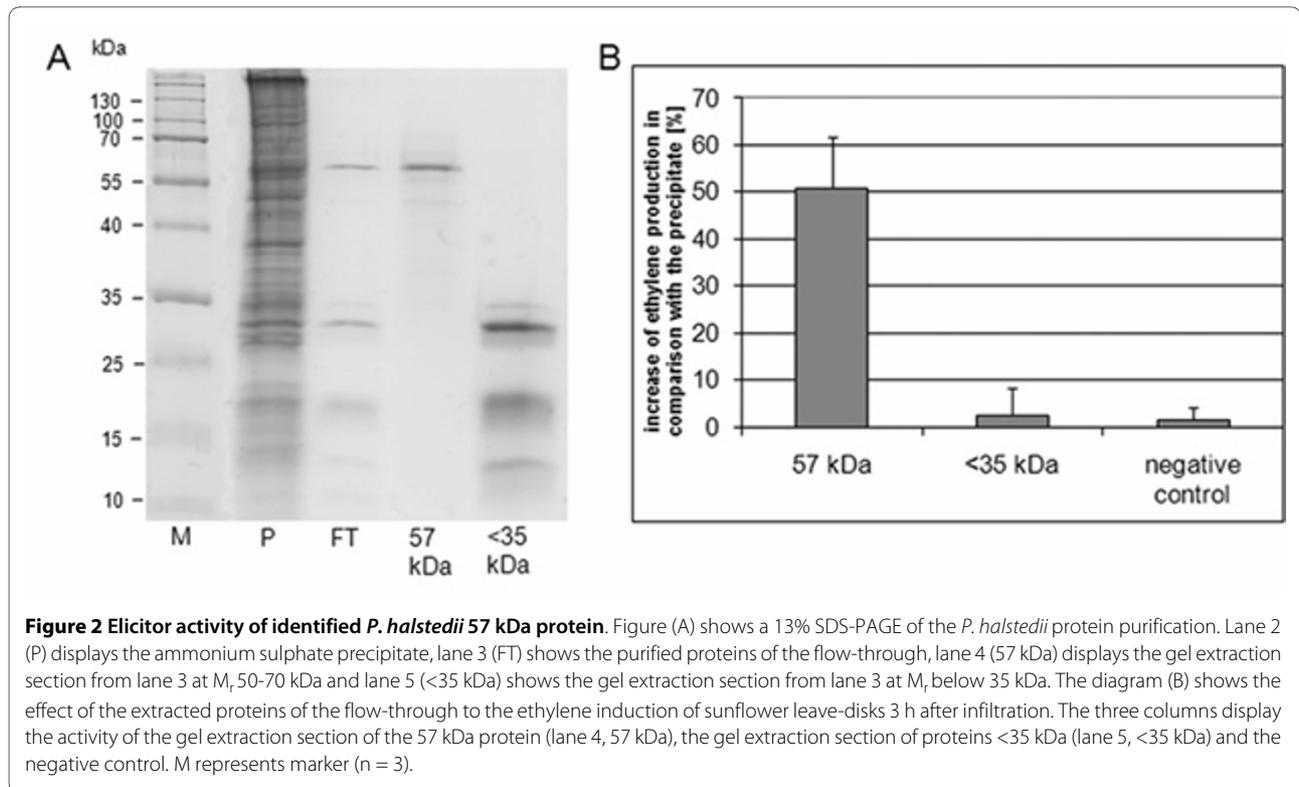 A
kDa
130
100
70
55
40
35
25
15
10
M P FT 57 kDa <35 kDa
B
increase of ethylene production in
comparison with the precipitate [%]
70
60
50
40
30
20
10
0
57 kDa <35 kDa negative
control
Figure 2 Elicitor activity of identified P. halstedii 57 kDa protein. Figure (A) shows a 13% SDS-PAGE of the P. halstedii protein purification. Lane 2
(P) displays the ammonium sulphate precipitate, lane 3 (FT) shows the purified proteins of the flow-through, lane 4 (57 kDa) displays the gel extraction
section from lane 3 at Mr 50-70 kDa and lane 5 (<35 kDa) shows the gel extraction section from lane 3 at Mr below 35 kDa. The diagram (B) shows the
effect of the extracted proteins of the flow-through to the ethylene induction of sunflower leave-disks 3 h after infiltration. The three columns display
the activity of the gel extraction section of the 57 kDa protein (lane 4, 57 kDa), the gel extraction section of proteins <35 kDa (lane 5, <35 kDa) and the
negative control. M represents marker (n = 3).